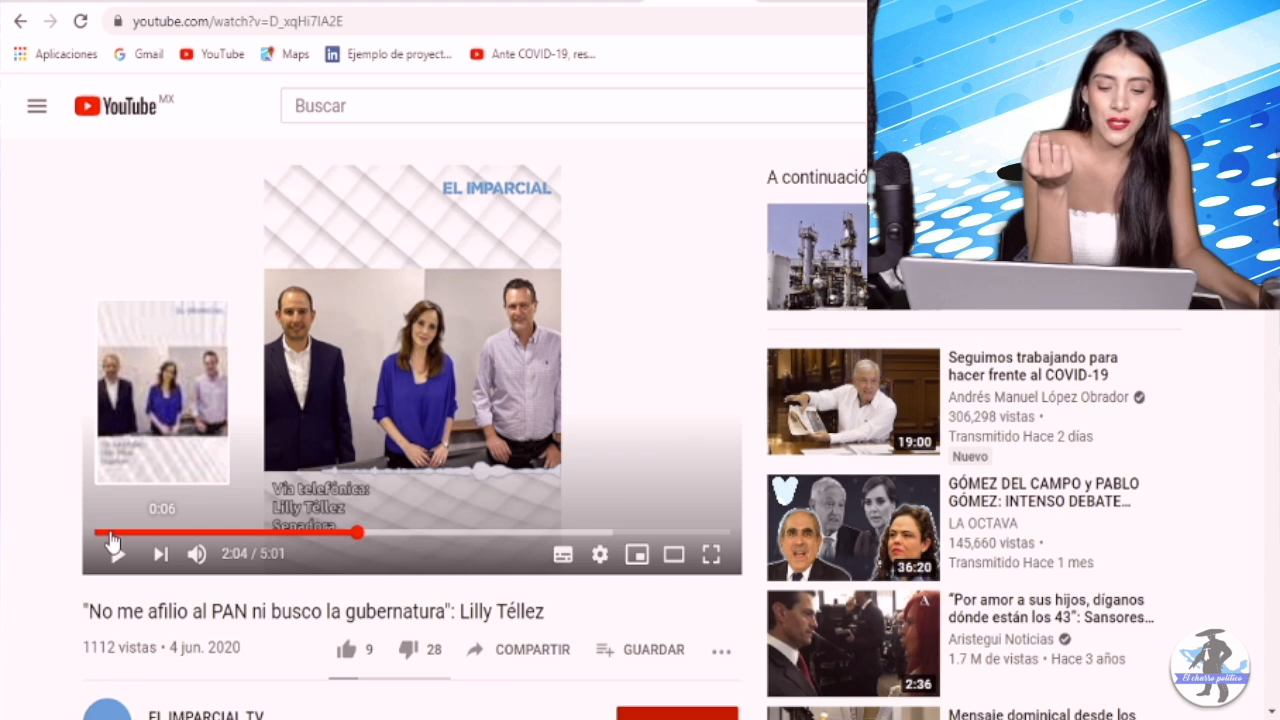 youtube.com/watch?v=D_xqHi7IA2E
Aplicaciones
Gmail
YouTube
Maps
Ejemplo de proyect...
Ante COVID-19, res...
YouTube MX
Buscar
EL IMPARCIAL
Vía telefónica:
Lilly Téllez
Senadora
0:06
2:04 / 5:01
"No me afilio al PAN ni busco la gubernatura": Lilly Téllez
1112 vistas • 4 jun. 2020
9
28
COMPARTIR
GUARDAR
EL IMPARCIAL TV
A continuació
Seguimos trabajando para
hacer frente al COVID-19
Andrés Manuel López Obrador
306,298 vistas •
Transmitido Hace 2 días
Nuevo
19:00
GÓMEZ DEL CAMPO y PABLO
GÓMEZ: INTENSO DEBATE...
LA OCTAVA
145,660 vistas •
Transmitido Hace 1 mes
36:20
“Por amor a sus hijos, díganos
dónde están los 43”: Sansores...
Aristegui Noticias
1.7 M de vistas • Hace 3 años
2:36
Mensaje dominical desde los
El charro político